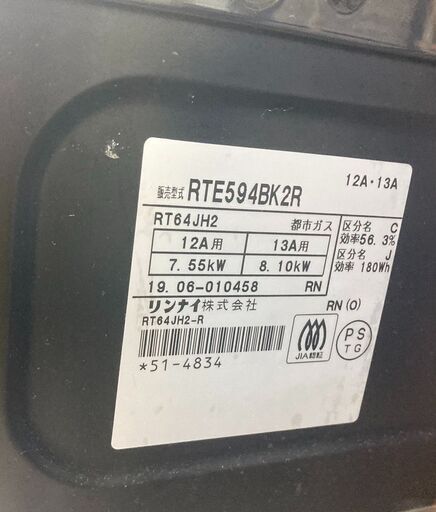 販売型式 RTE594BK2R 12A・13A
RT64JH2 都市ガス
12A用 13A用
7.55kW 8.10kW
区分名 C
効率56.3%
区分名 J
効率 180Wh
19.06-010458 RN
リンナイ株式会社 RN(O)
RT64JH2-R
*51-4834
JIA認証
PS
TG